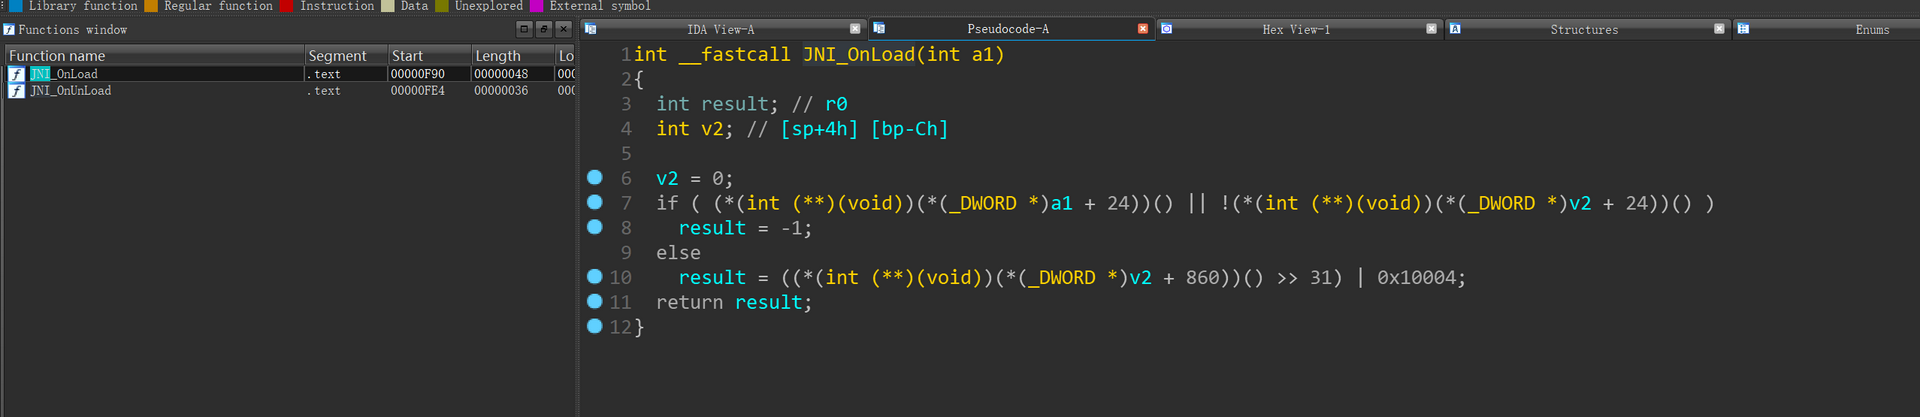 Library function Regular function Instruction Data Unexplored External symbol
Functions window
Function name Segment Start Length Lo
JNI_OnLoad .text 00000F90 00000048 000
JNI_OnUnLoad .text 00000FE4 00000036 000
IDA View-A Pseudocode-A Hex View-1 Structures Enums
1 int __fastcall JNI_OnLoad(int a1)
2 {
3 int result; // r0
4 int v2; // [sp+4h] [bp-Ch]
5
6 v2 = 0;
7 if ( (*(int (**)(void))(*(_DWORD *)a1 + 24))() || !(*(int (**)(void))(*(_DWORD *)v2 + 24))() )
8 result = -1;
9 else
10 result = ((*(int (**)(void))(*(_DWORD *)v2 + 860))() >> 31) | 0x10004;
11 return result;
12 }